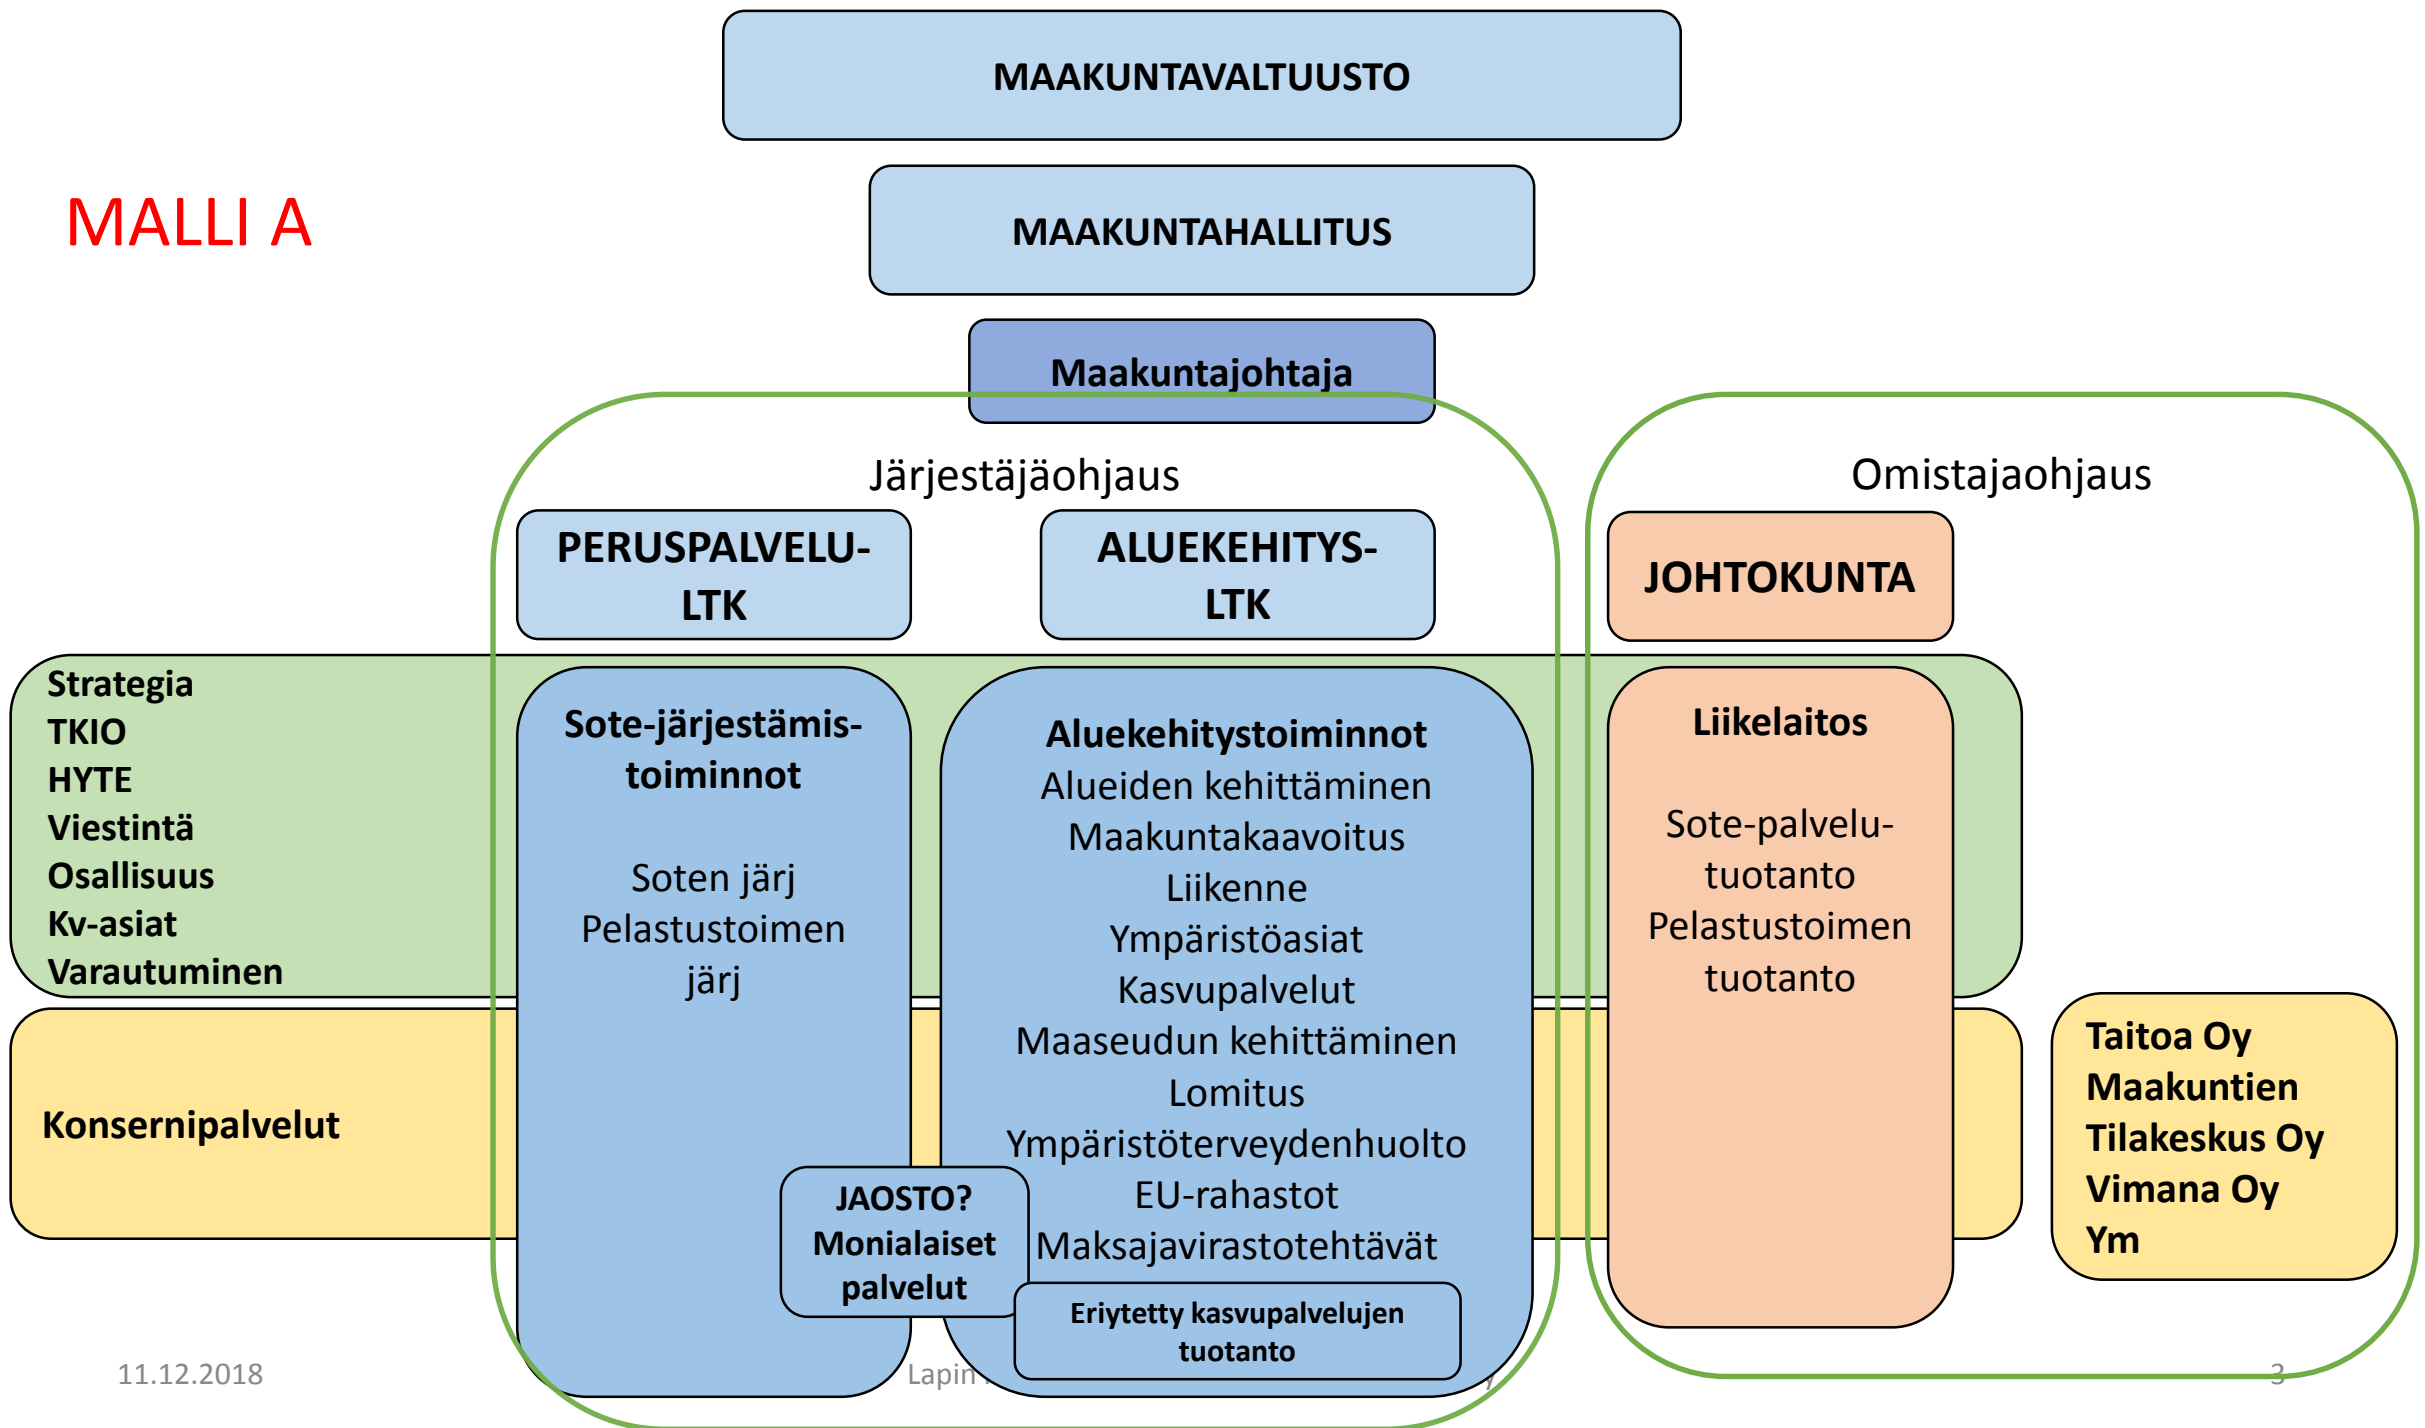 MAAKUNTAVALTUUSTO
MALLI A
MAAKUNTAHALLITUS
Maakuntajohtaja
Järjestäjäohjaus
Omistajaohjaus
PERUSPALVELU-
LTK
ALUEKEHITYS-
LTK
JOHTOKUNTA
Strategia
TKIO
HYTE
Viestintä
Osallisuus
Kv-asiat
Varautuminen
Sote-järjestämis-
toiminnot
Soten järj
Pelastustoimen
järj
Aluekehitystoiminnot
Alueiden kehittäminen
Maakuntakaavoitus
Liikenne
Ympäristöasiat
Kasvupalvelut
Maaseudun kehittäminen
Lomitus
Ympäristöterveydenhuolto
EU-rahastot
Maksajavirastotehtävät
Liikelaitos
Sote-palvelu-
tuotanto
Pelastustoimen
tuotanto
Konsernipalvelut
Taitoa Oy
Maakuntien
Tilakeskus Oy
Vimana Oy
Ym
JAOSTO?
Monialaiset
palvelut
Eriytetty kasvupalvelujen
tuotanto
11.12.2018
Lapin
3